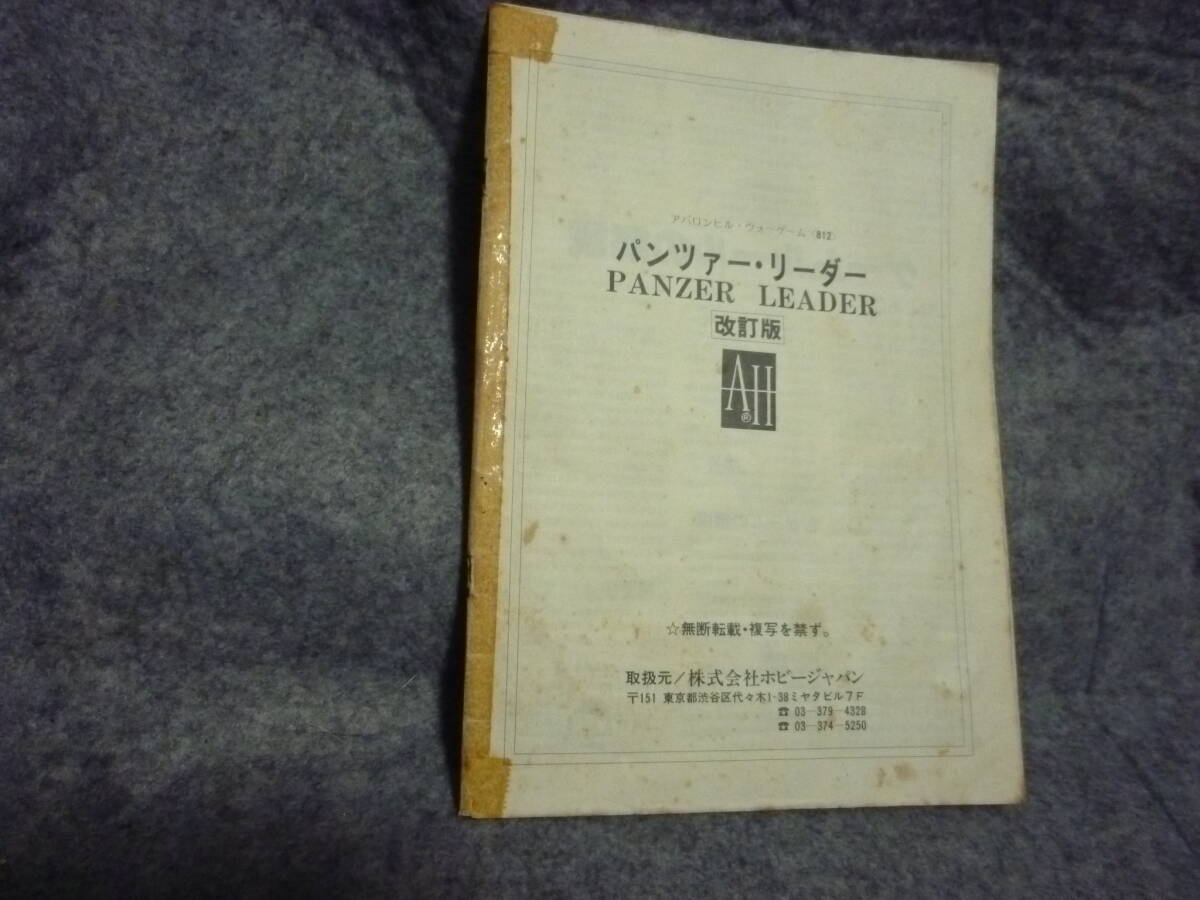 アバロンヒル・ウォーゲーム〈812〉
パンツァー・リーダー
PANZER LEADER
改訂版
AH®
☆無断転載・複写を禁ず。
取扱元/株式会社ホビージャパン
〒151 東京都渋谷区代々木1-38ミヤタビル7F
☎ 03-379-4328
☎ 03-374-5250